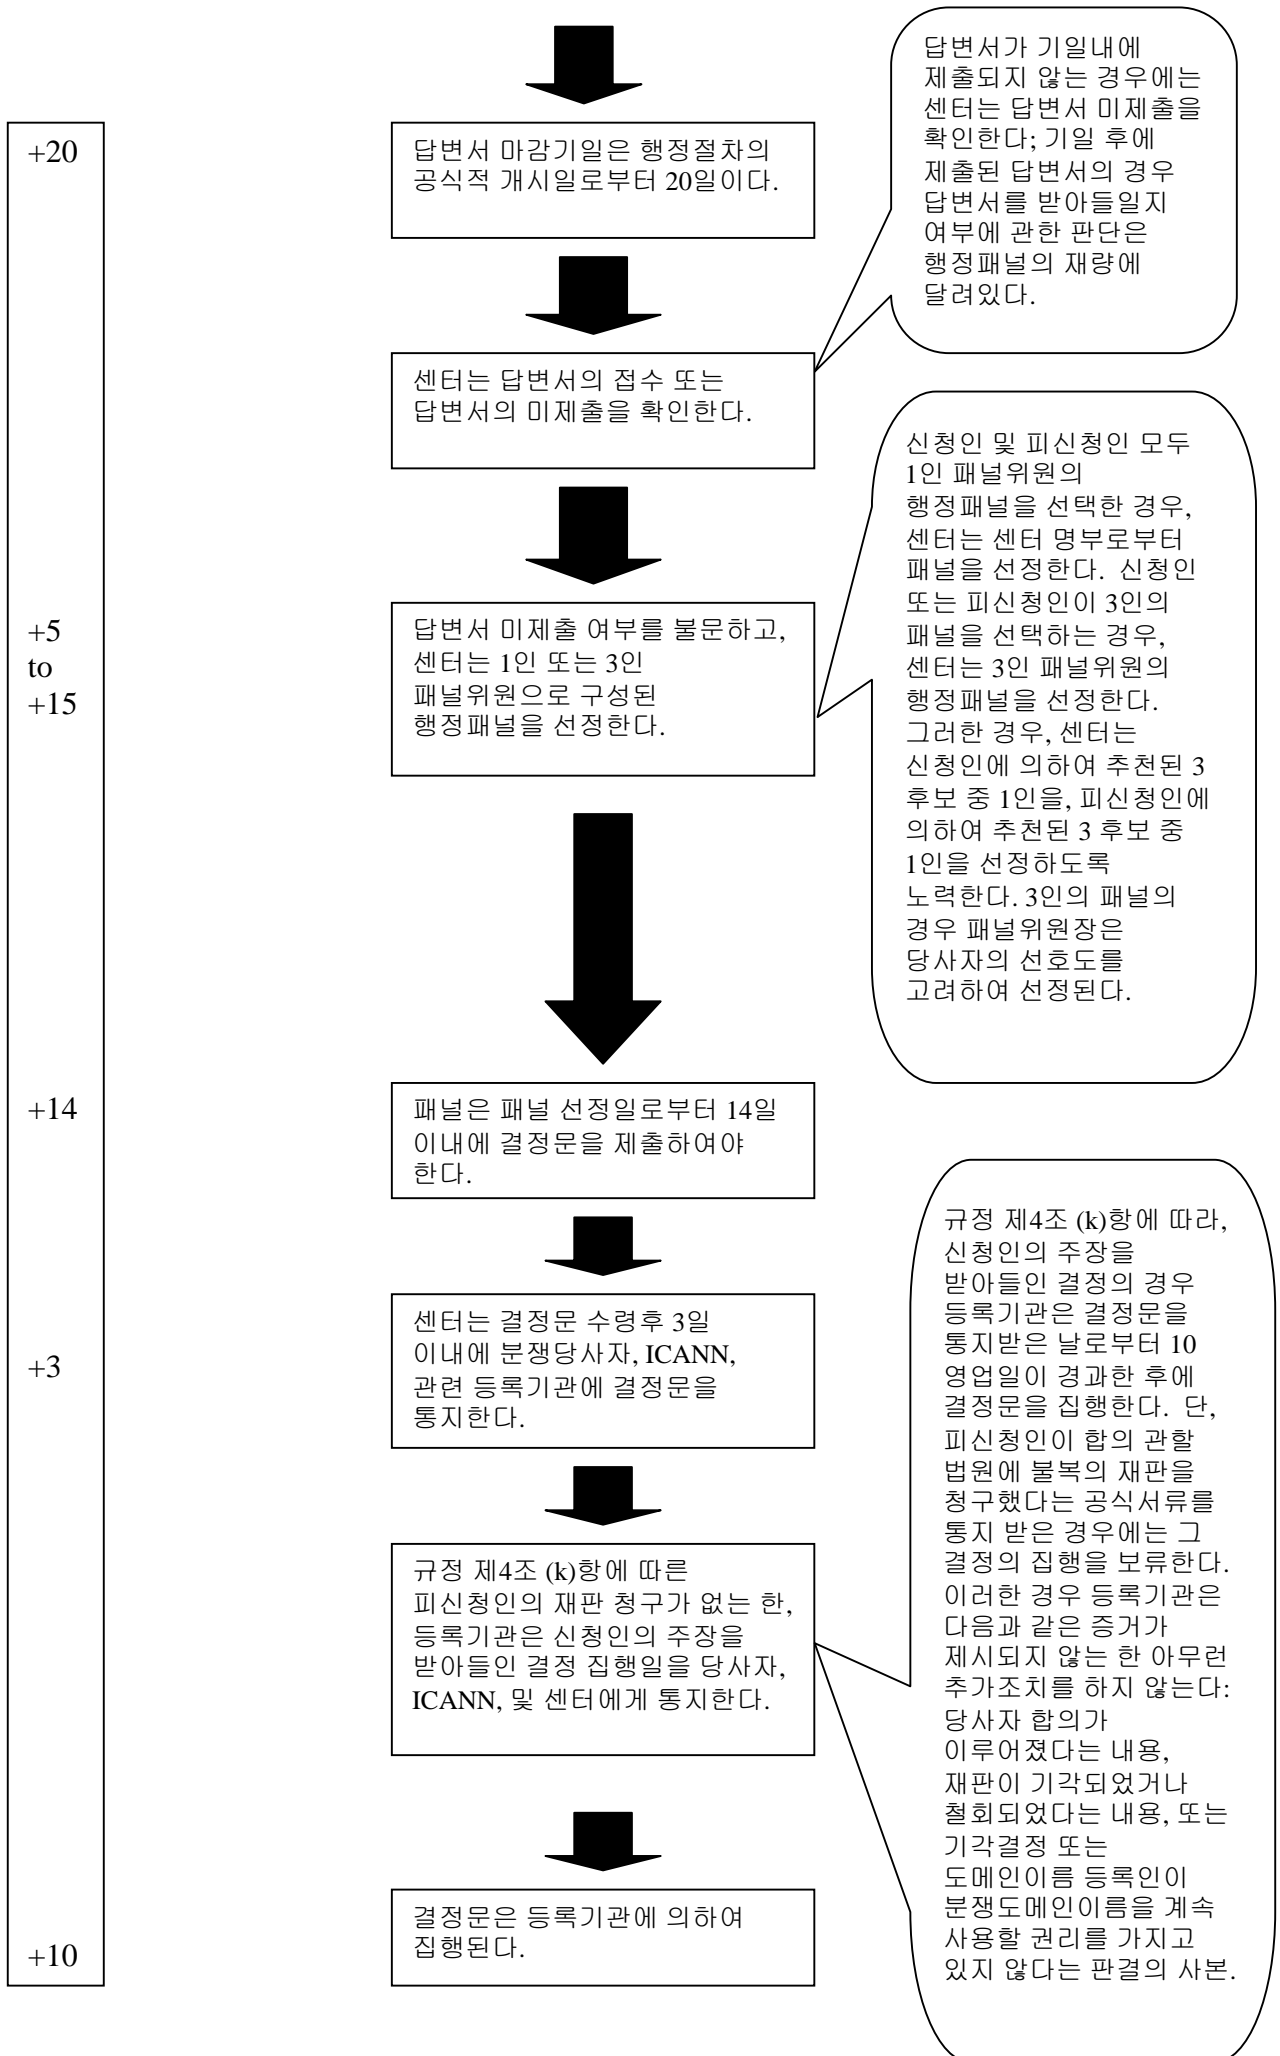 답변서가 기일내에
제출되지 않는 경우에는
센터는 답변서 미제출을
확인한다; 기일 후에
제출된 답변서의 경우
답변서를 받아들일지
여부에 관한 판단은
행정패널의 재량에
달려있다.
+20
답변서 마감기일은 행정절차의
공식적 개시일로부터 20일이다.
센터는 답변서의 접수 또는
답변서의 미제출을 확인한다.
신청인 및 피신청인 모두
1인 패널위원의
행정패널을 선택한 경우,
센터는 센터 명부로부터
패널을 선정한다. 신청인
또는 피신청인이 3인의
패널을 선택하는 경우,
센터는 3인 패널위원의
행정패널을 선정한다.
그러한 경우, 센터는
신청인에 의하여 추천된 3
후보 중 1인을, 피신청인에
의하여 추천된 3 후보 중
1인을 선정하도록
노력한다. 3인의 패널의
경우 패널위원장은
당사자의 선호도를
고려하여 선정된다.
+5
to
+15
답변서 미제출 여부를 불문하고,
센터는 1인 또는 3인
패널위원으로 구성된
행정패널을 선정한다.
+14
패널은 패널 선정일로부터 14일
이내에 결정문을 제출하여야
한다.
+3
센터는 결정문 수령후 3일
이내에 분쟁당사자, ICANN,
관련 등록기관에 결정문을
통지한다.
규정 제4조 (k)항에 따라,
신청인의 주장을
받아들인 결정의 경우
등록기관은 결정문을
통지받은 날로부터 10
영업일이 경과한 후에
결정문을 집행한다. 단,
피신청인이 합의 관할
법원에 불복의 재판을
청구했다는 공식서류를
통지 받은 경우에는 그
결정의 집행을 보류한다.
이러한 경우 등록기관은
다음과 같은 증거가
제시되지 않는 한 아무런
추가조치를 하지 않는다:
당사자 합의가
이루어졌다는 내용,
재판이 기각되었거나
철회되었다는 내용, 또는
기각결정 또는
도메인이름 등록인이
분쟁도메인이름을 계속
사용할 권리를 가지고
있지 않다는 판결의 사본.
규정 제4조 (k)항에 따른
피신청인의 재판 청구가 없는 한,
등록기관은 신청인의 주장을
받아들인 결정 집행일을 당사자,
ICANN, 및 센터에게 통지한다.
+10
결정문은 등록기관에 의하여
집행된다.